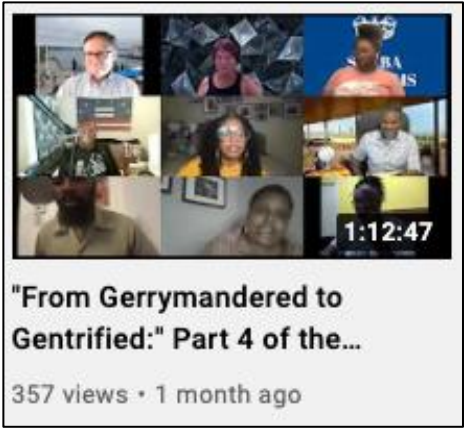 1:12:47
"From Gerrymandered to
Gentrified:" Part 4 of the...
357 views • 1 month ago